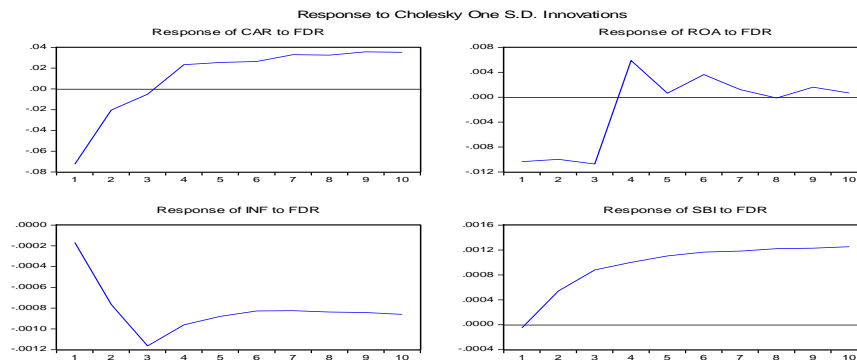 Response to Cholesky One S.D. Innovations
Response of CAR to FDR
.04
.02
.00
-.02
-.04
-.06
-.08
1 2 3 4 5 6 7 8 9 10
Response of ROA to FDR
.008
.004
.000
-.004
-.008
-.012
1 2 3 4 5 6 7 8 9 10
Response of INF to FDR
.0000
-.0002
-.0004
-.0006
-.0008
-.0010
-.0012
1 2 3 4 5 6 7 8 9 10
Response of SBI to FDR
.0016
.0012
.0008
.0004
.0000
-.0004
1 2 3 4 5 6 7 8 9 10